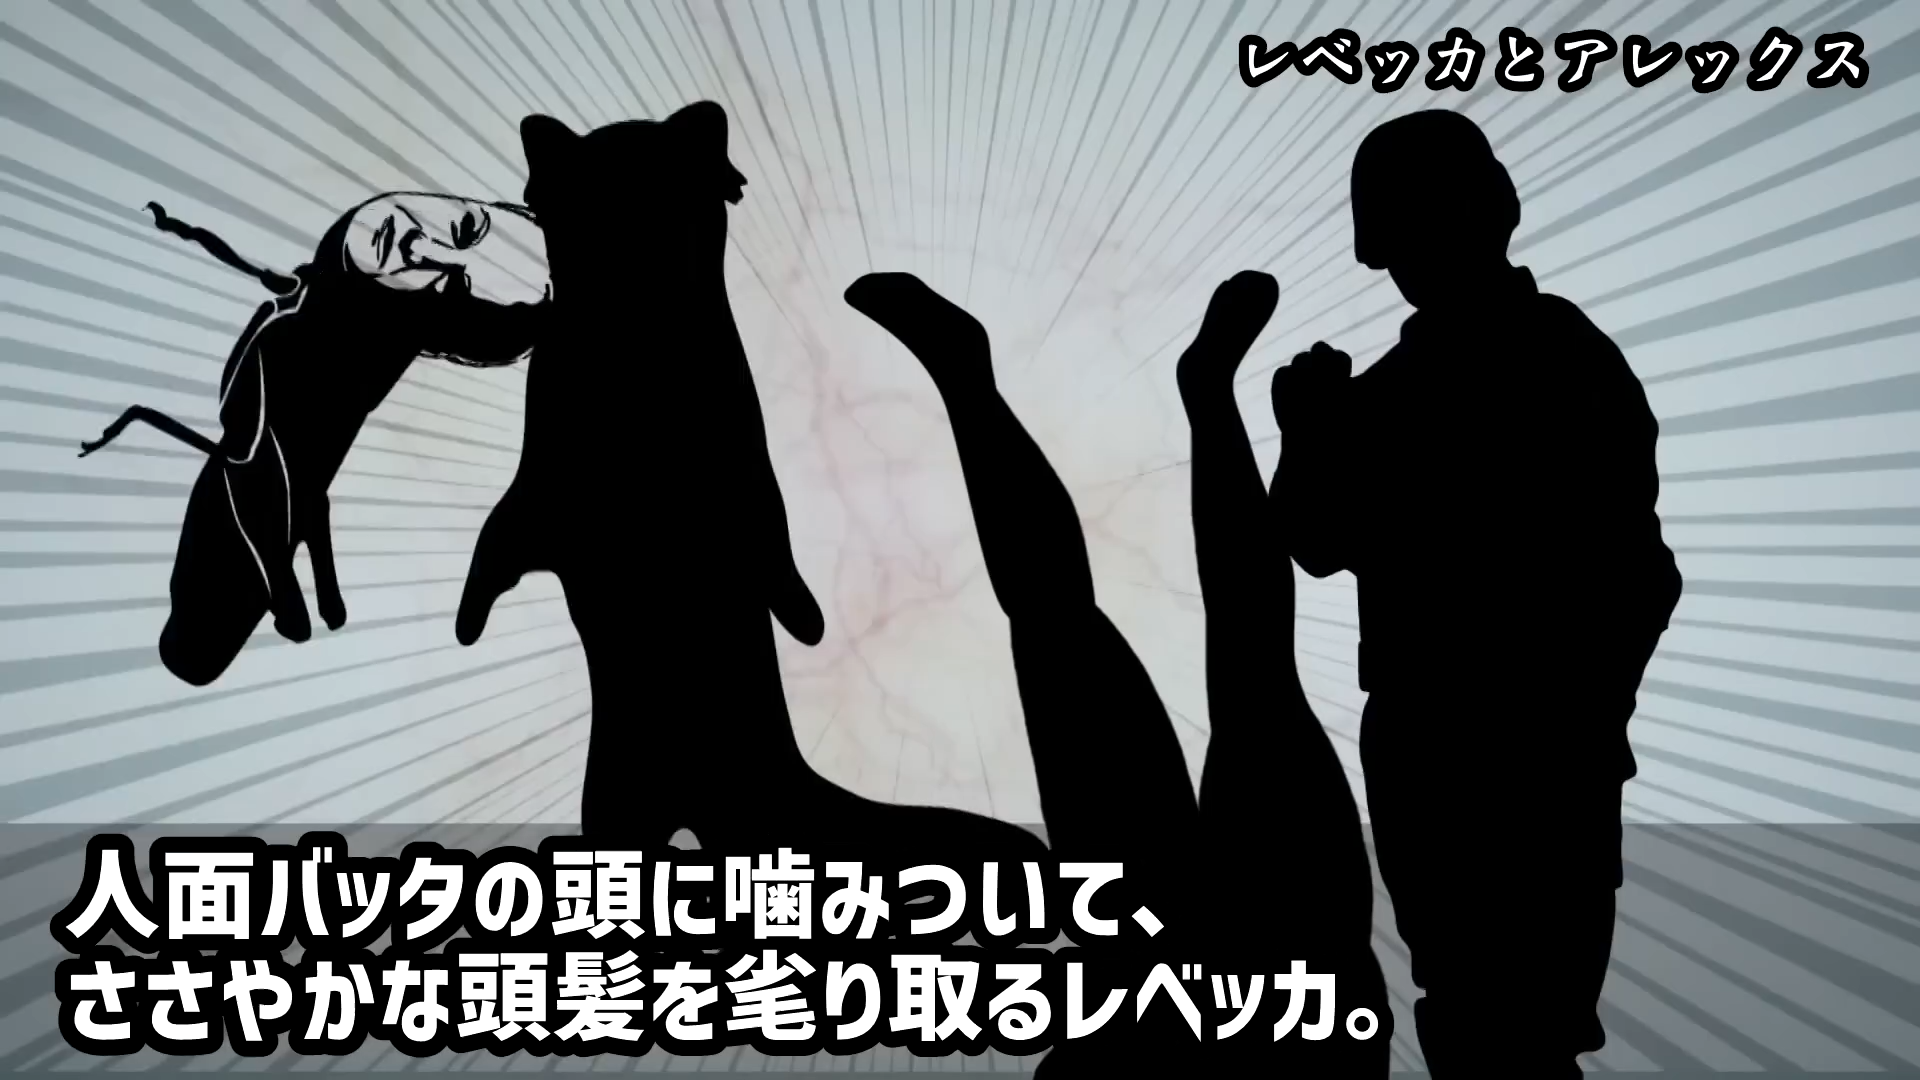 レベッカとアレックス
人面バッタの頭に噛みついて、
ささやかな頭髪を毟り取るレベッカ。